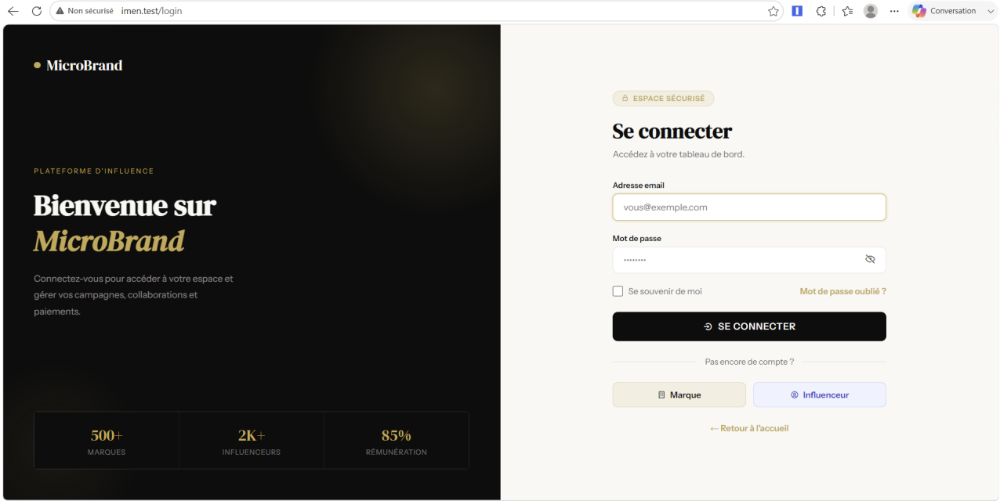 Non sécurisé imen.test/login
Conversation
MicroBrand
PLATEFORME D'INFLUENCE
Bienvenue sur
MicroBrand
Connectez-vous pour accéder à votre espace et
gérer vos campagnes, collaborations et
paiements.
500+
MARQUES
2K+
INFLUENCEURS
85%
RÉMUNÉRATION
ESPACE SÉCURISÉ
Se connecter
Accédez à votre tableau de bord.
Adresse email
vous@exemple.com
Mot de passe
••••••••
Se souvenir de moi
Mot de passe oublié ?
SE CONNECTER
Pas encore de compte ?
Marque
Influenceur
← Retour à l'accueil